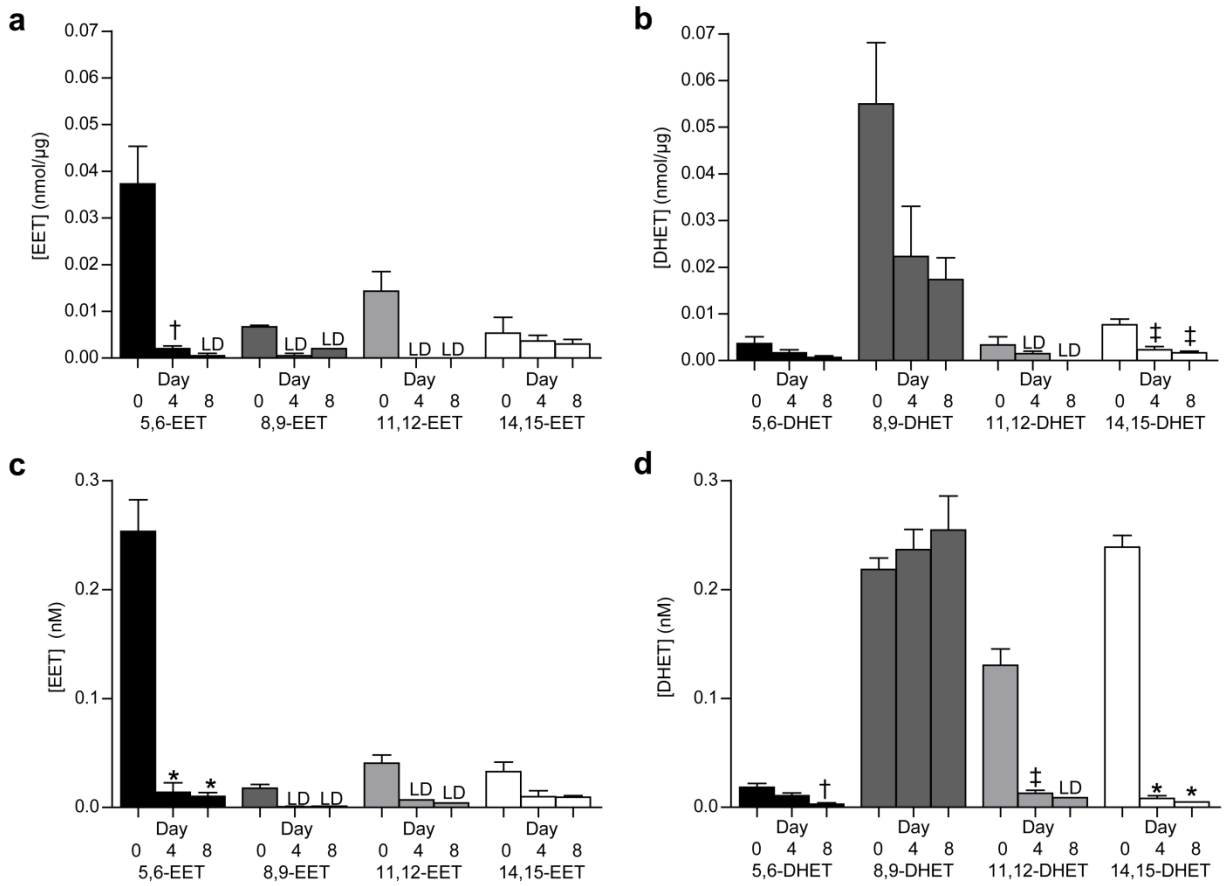 a
0.07
0.06
0.05
0.04
0.03
0.02
0.01
0.00
[EET] (nmol/µg)
† LD LD LD LD LD
Day Day Day Day
0 4 8 0 4 8 0 4 8 0 4 8
5,6-EET 8,9-EET 11,12-EET 14,15-EET
b
0.07
0.06
0.05
0.04
0.03
0.02
0.01
0.00
[DHET] (nmol/µg)
LD LD ‡ ‡
Day Day Day Day
0 4 8 0 4 8 0 4 8 0 4 8
5,6-DHET 8,9-DHET 11,12-DHET 14,15-DHET
c
0.3
0.2
0.1
0.0
[EET] (nM)
* * LD LD LD LD
Day Day Day Day
0 4 8 0 4 8 0 4 8 0 4 8
5,6-EET 8,9-EET 11,12-EET 14,15-EET
d
0.3
0.2
0.1
0.0
[DHET] (nM)
† ‡ LD * *
Day Day Day Day
0 4 8 0 4 8 0 4 8 0 4 8
5,6-DHET 8,9-DHET 11,12-DHET 14,15-DHET